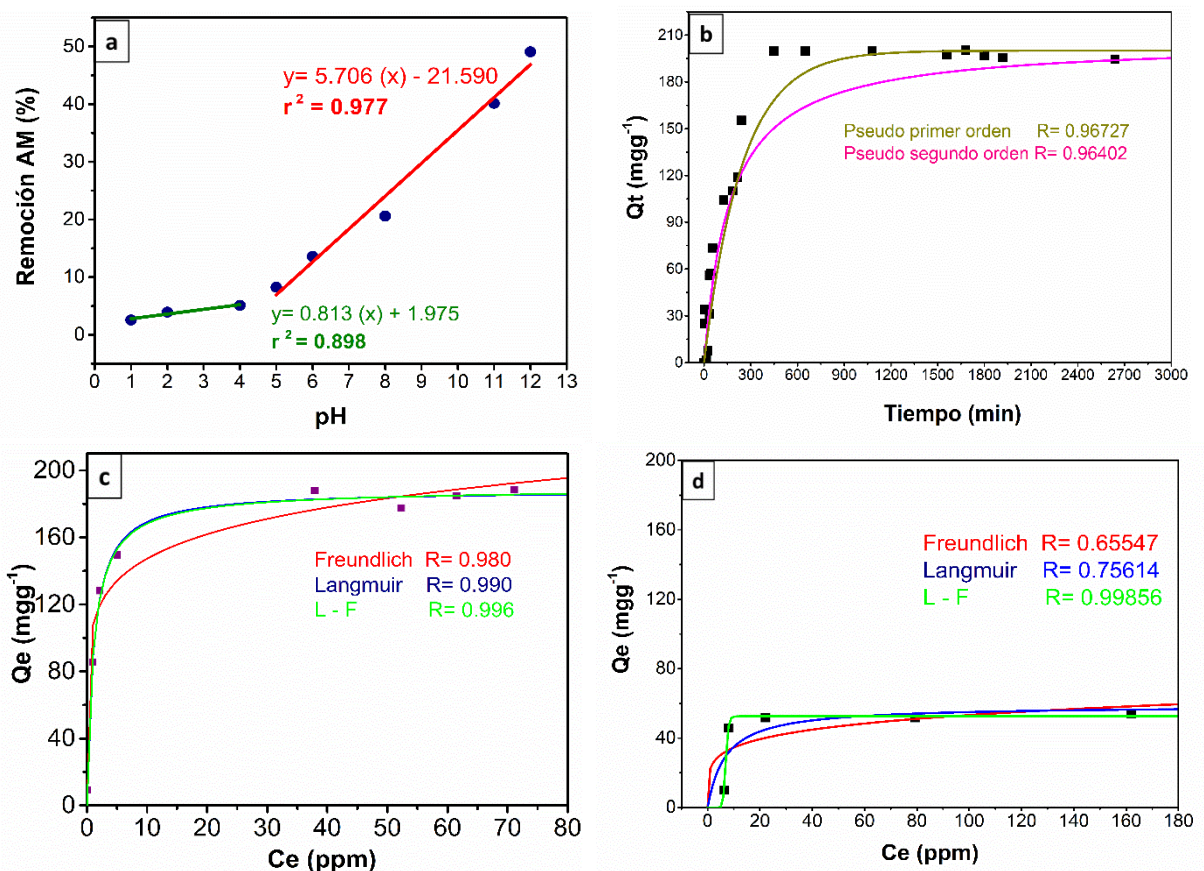 a
y= 5.706 (x) - 21.590
r² = 0.977
y= 0.813 (x) + 1.975
r² = 0.898
Remoción AM (%)
50
40
30
20
10
0
0 1 2 3 4 5 6 7 8 9 10 11 12 13
pH
b
Pseudo primer orden R= 0.96727
Pseudo segundo orden R= 0.96402
Qt (mgg⁻¹)
210
180
150
120
90
60
30
0
0 300 600 900 1200 1500 1800 2100 2400 2700 3000
Tiempo (min)
c
Freundlich R= 0.980
Langmuir R= 0.990
L - F R= 0.996
Qe (mgg⁻¹)
200
160
120
80
40
0
0 10 20 30 40 50 60 70 80
Ce (ppm)
d
Freundlich R= 0.65547
Langmuir R= 0.75614
L - F R= 0.99856
Qe (mgg⁻¹)
200
160
120
80
40
0
0 20 40 60 80 100 120 140 160 180
Ce (ppm)